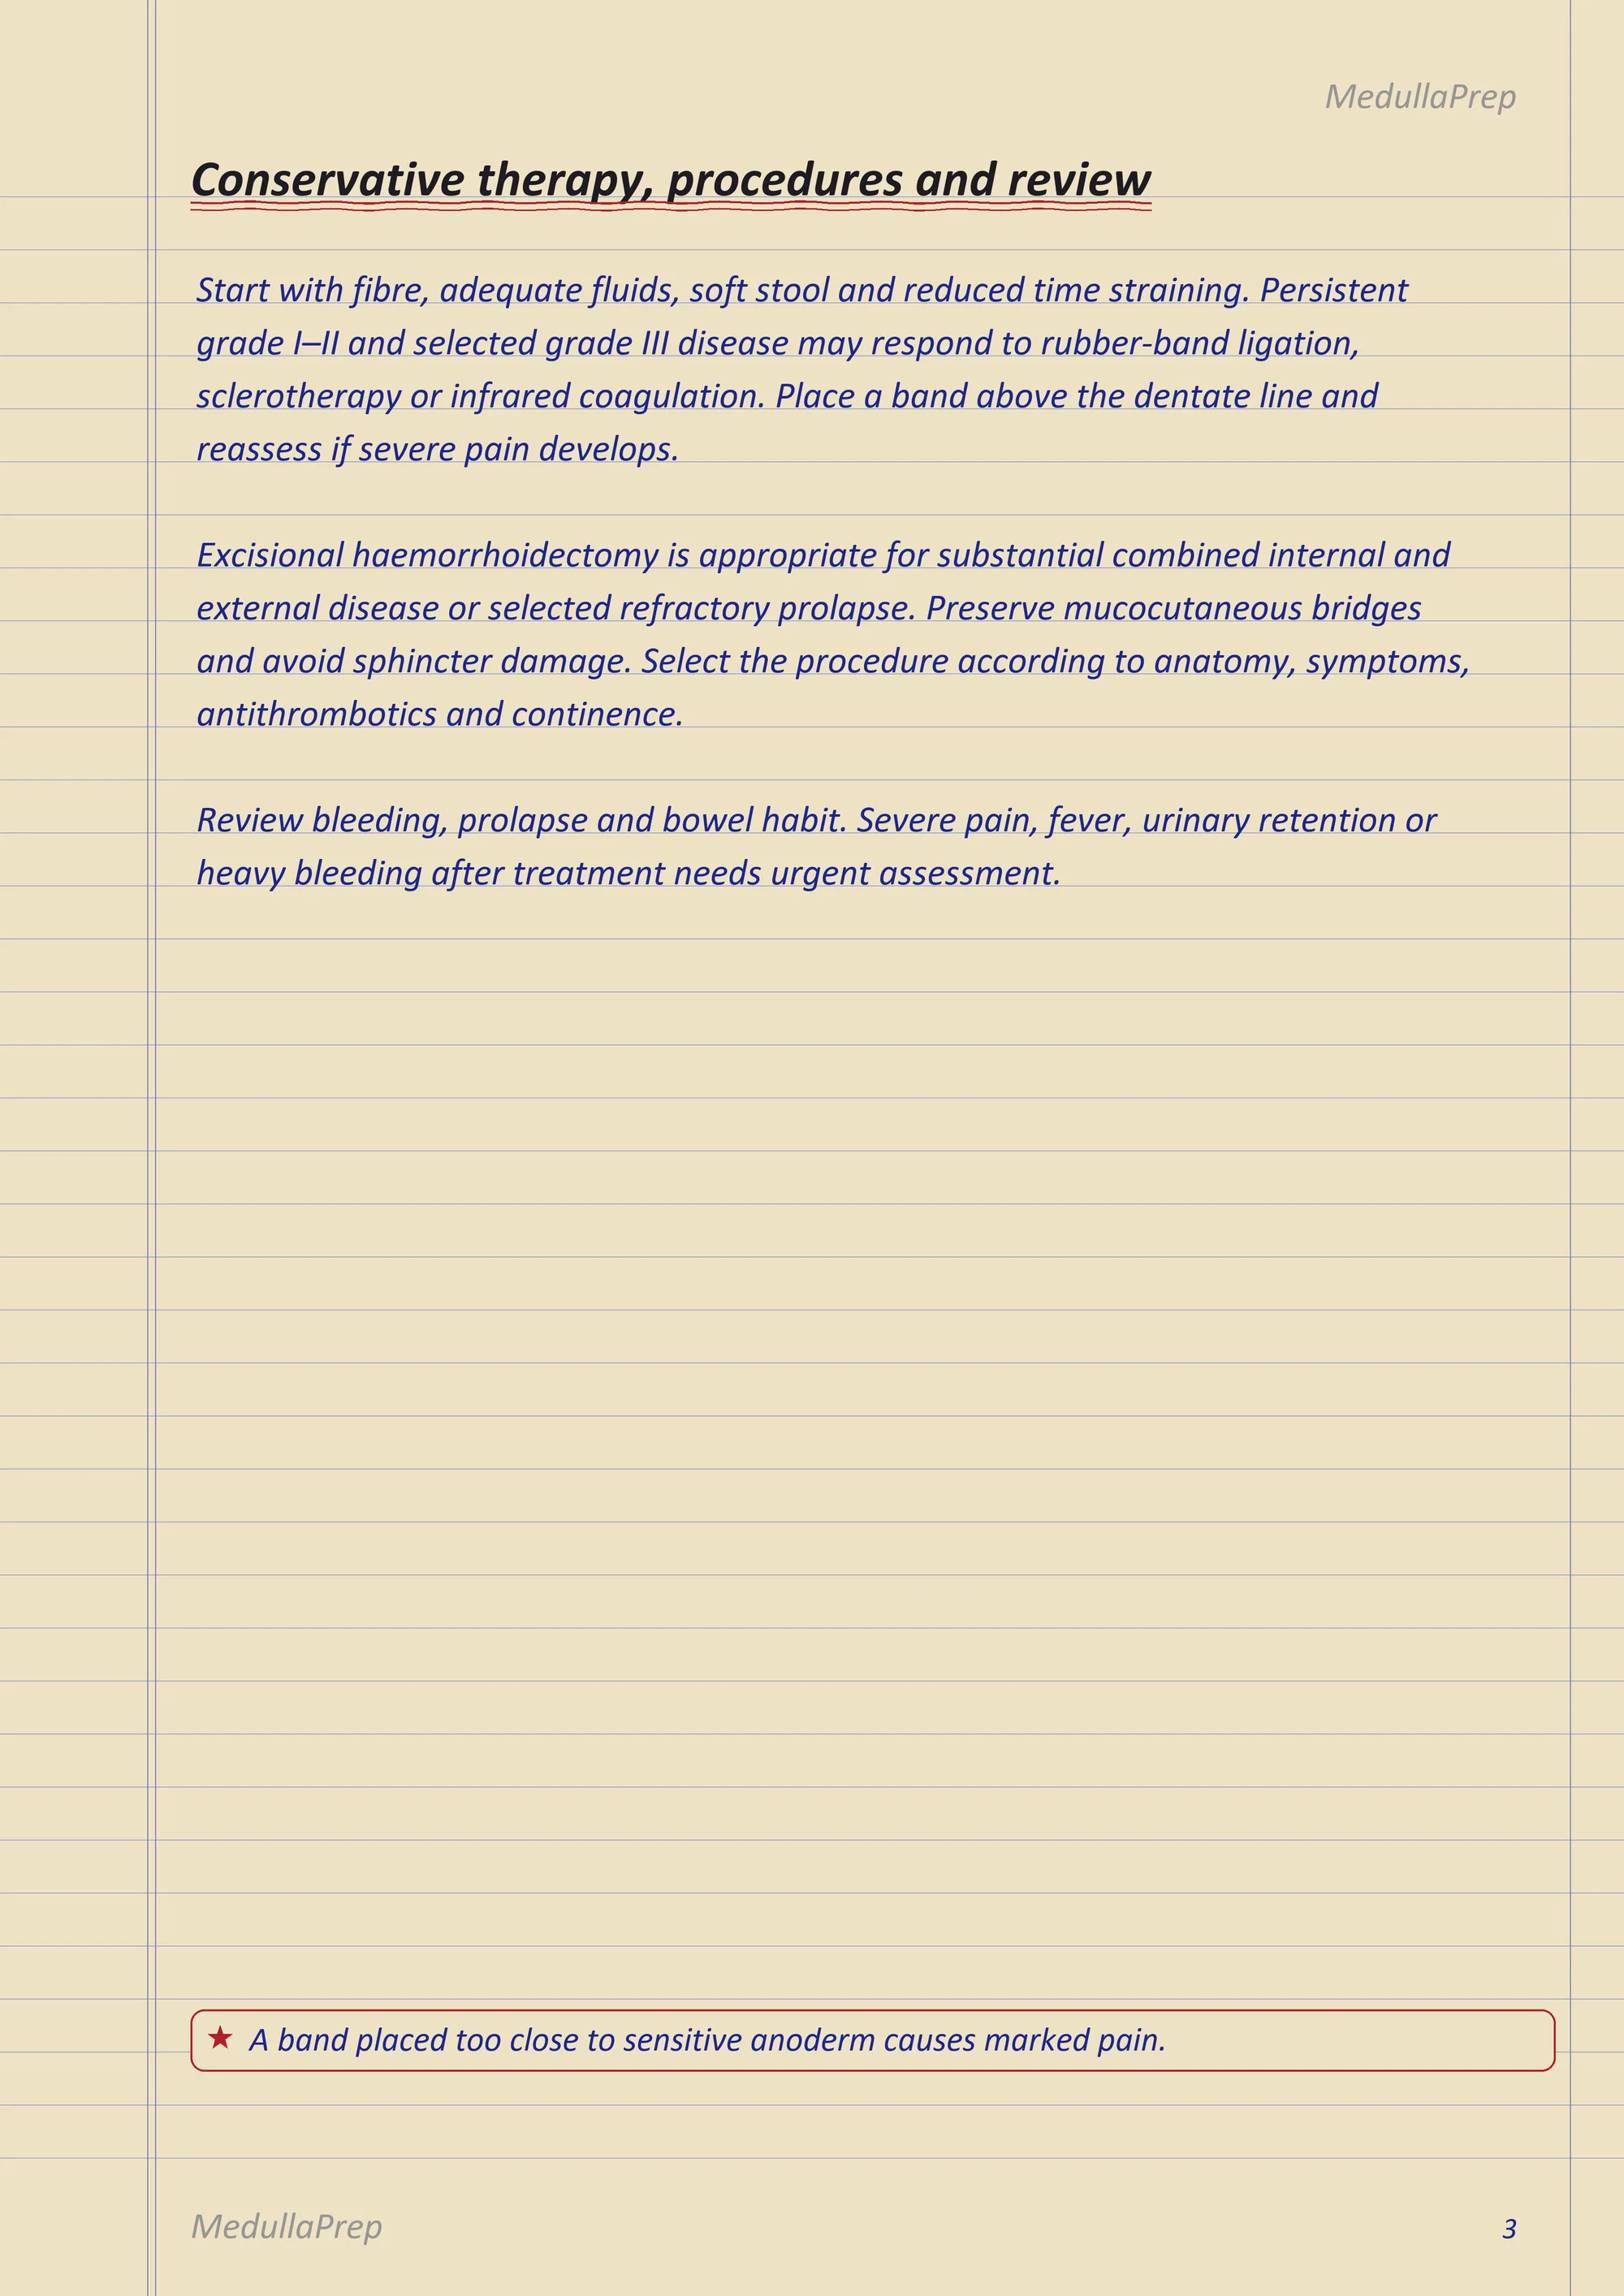 MedullaPrep
Conservative therapy, procedures and review
Start with fibre, adequate fluids, soft stool and reduced time straining. Persistent
grade I–II and selected grade III disease may respond to rubber-band ligation,
sclerotherapy or infrared coagulation. Place a band above the dentate line and
reassess if severe pain develops.
Excisional haemorrhoidectomy is appropriate for substantial combined internal and
external disease or selected refractory prolapse. Preserve mucocutaneous bridges
and avoid sphincter damage. Select the procedure according to anatomy, symptoms,
antithrombotics and continence.
Review bleeding, prolapse and bowel habit. Severe pain, fever, urinary retention or
heavy bleeding after treatment needs urgent assessment.
★ A band placed too close to sensitive anoderm causes marked pain.
MedullaPrep
3